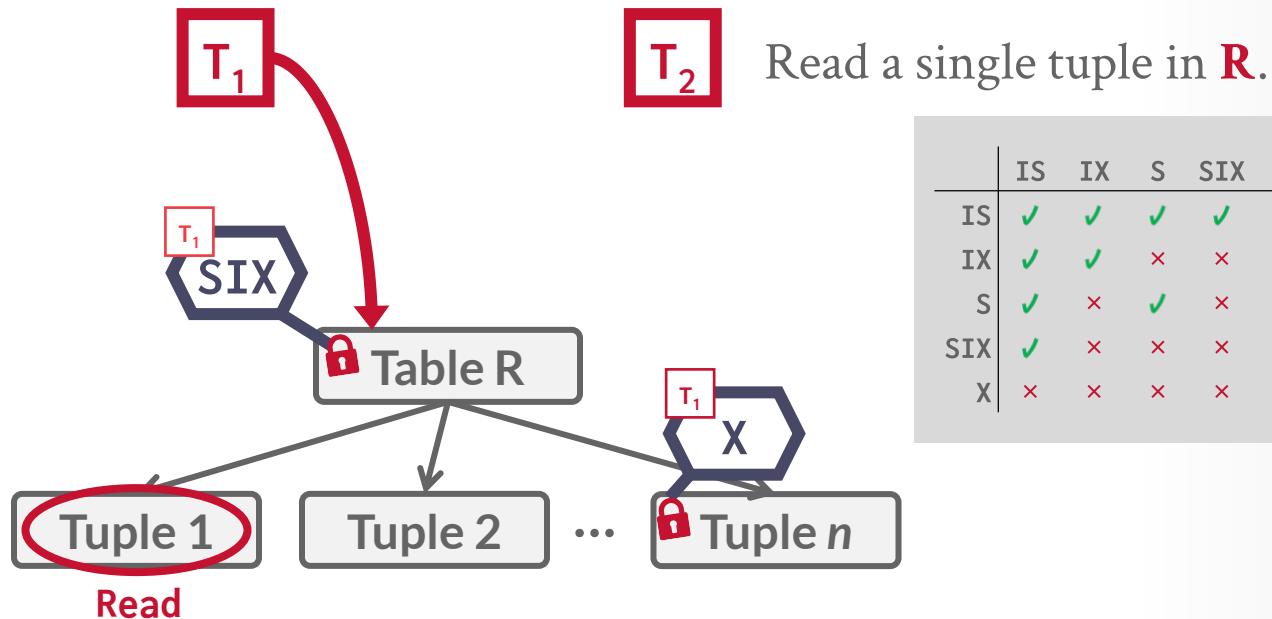 T₁
T₂ Read a single tuple in R.
IS IX S SIX
IS ✓ ✓ ✓ ✓
IX ✓ ✓ × ×
S ✓ × ✓ ×
SIX ✓ × × ×
X × × × ×
T₁
SIX
Table R
T₁
X
Tuple 1
Tuple 2
...
Tuple n
Read